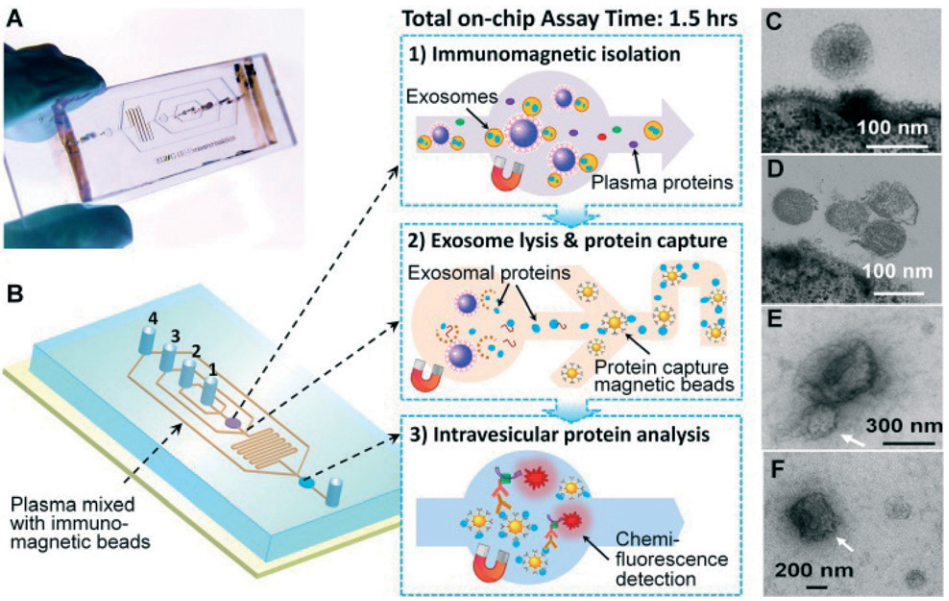 A
Total on-chip Assay Time: 1.5 hrs
1) Immunomagnetic isolation
Exosomes
Plasma proteins
2) Exosome lysis & protein capture
Exosomal proteins
Protein capture
magnetic beads
3) Intravesicular protein analysis
Chemi-
fluorescence
detection
B
4
3
2
1
Plasma mixed
with immuno-
magnetic beads
C
100 nm
D
100 nm
E
300 nm
F
200 nm